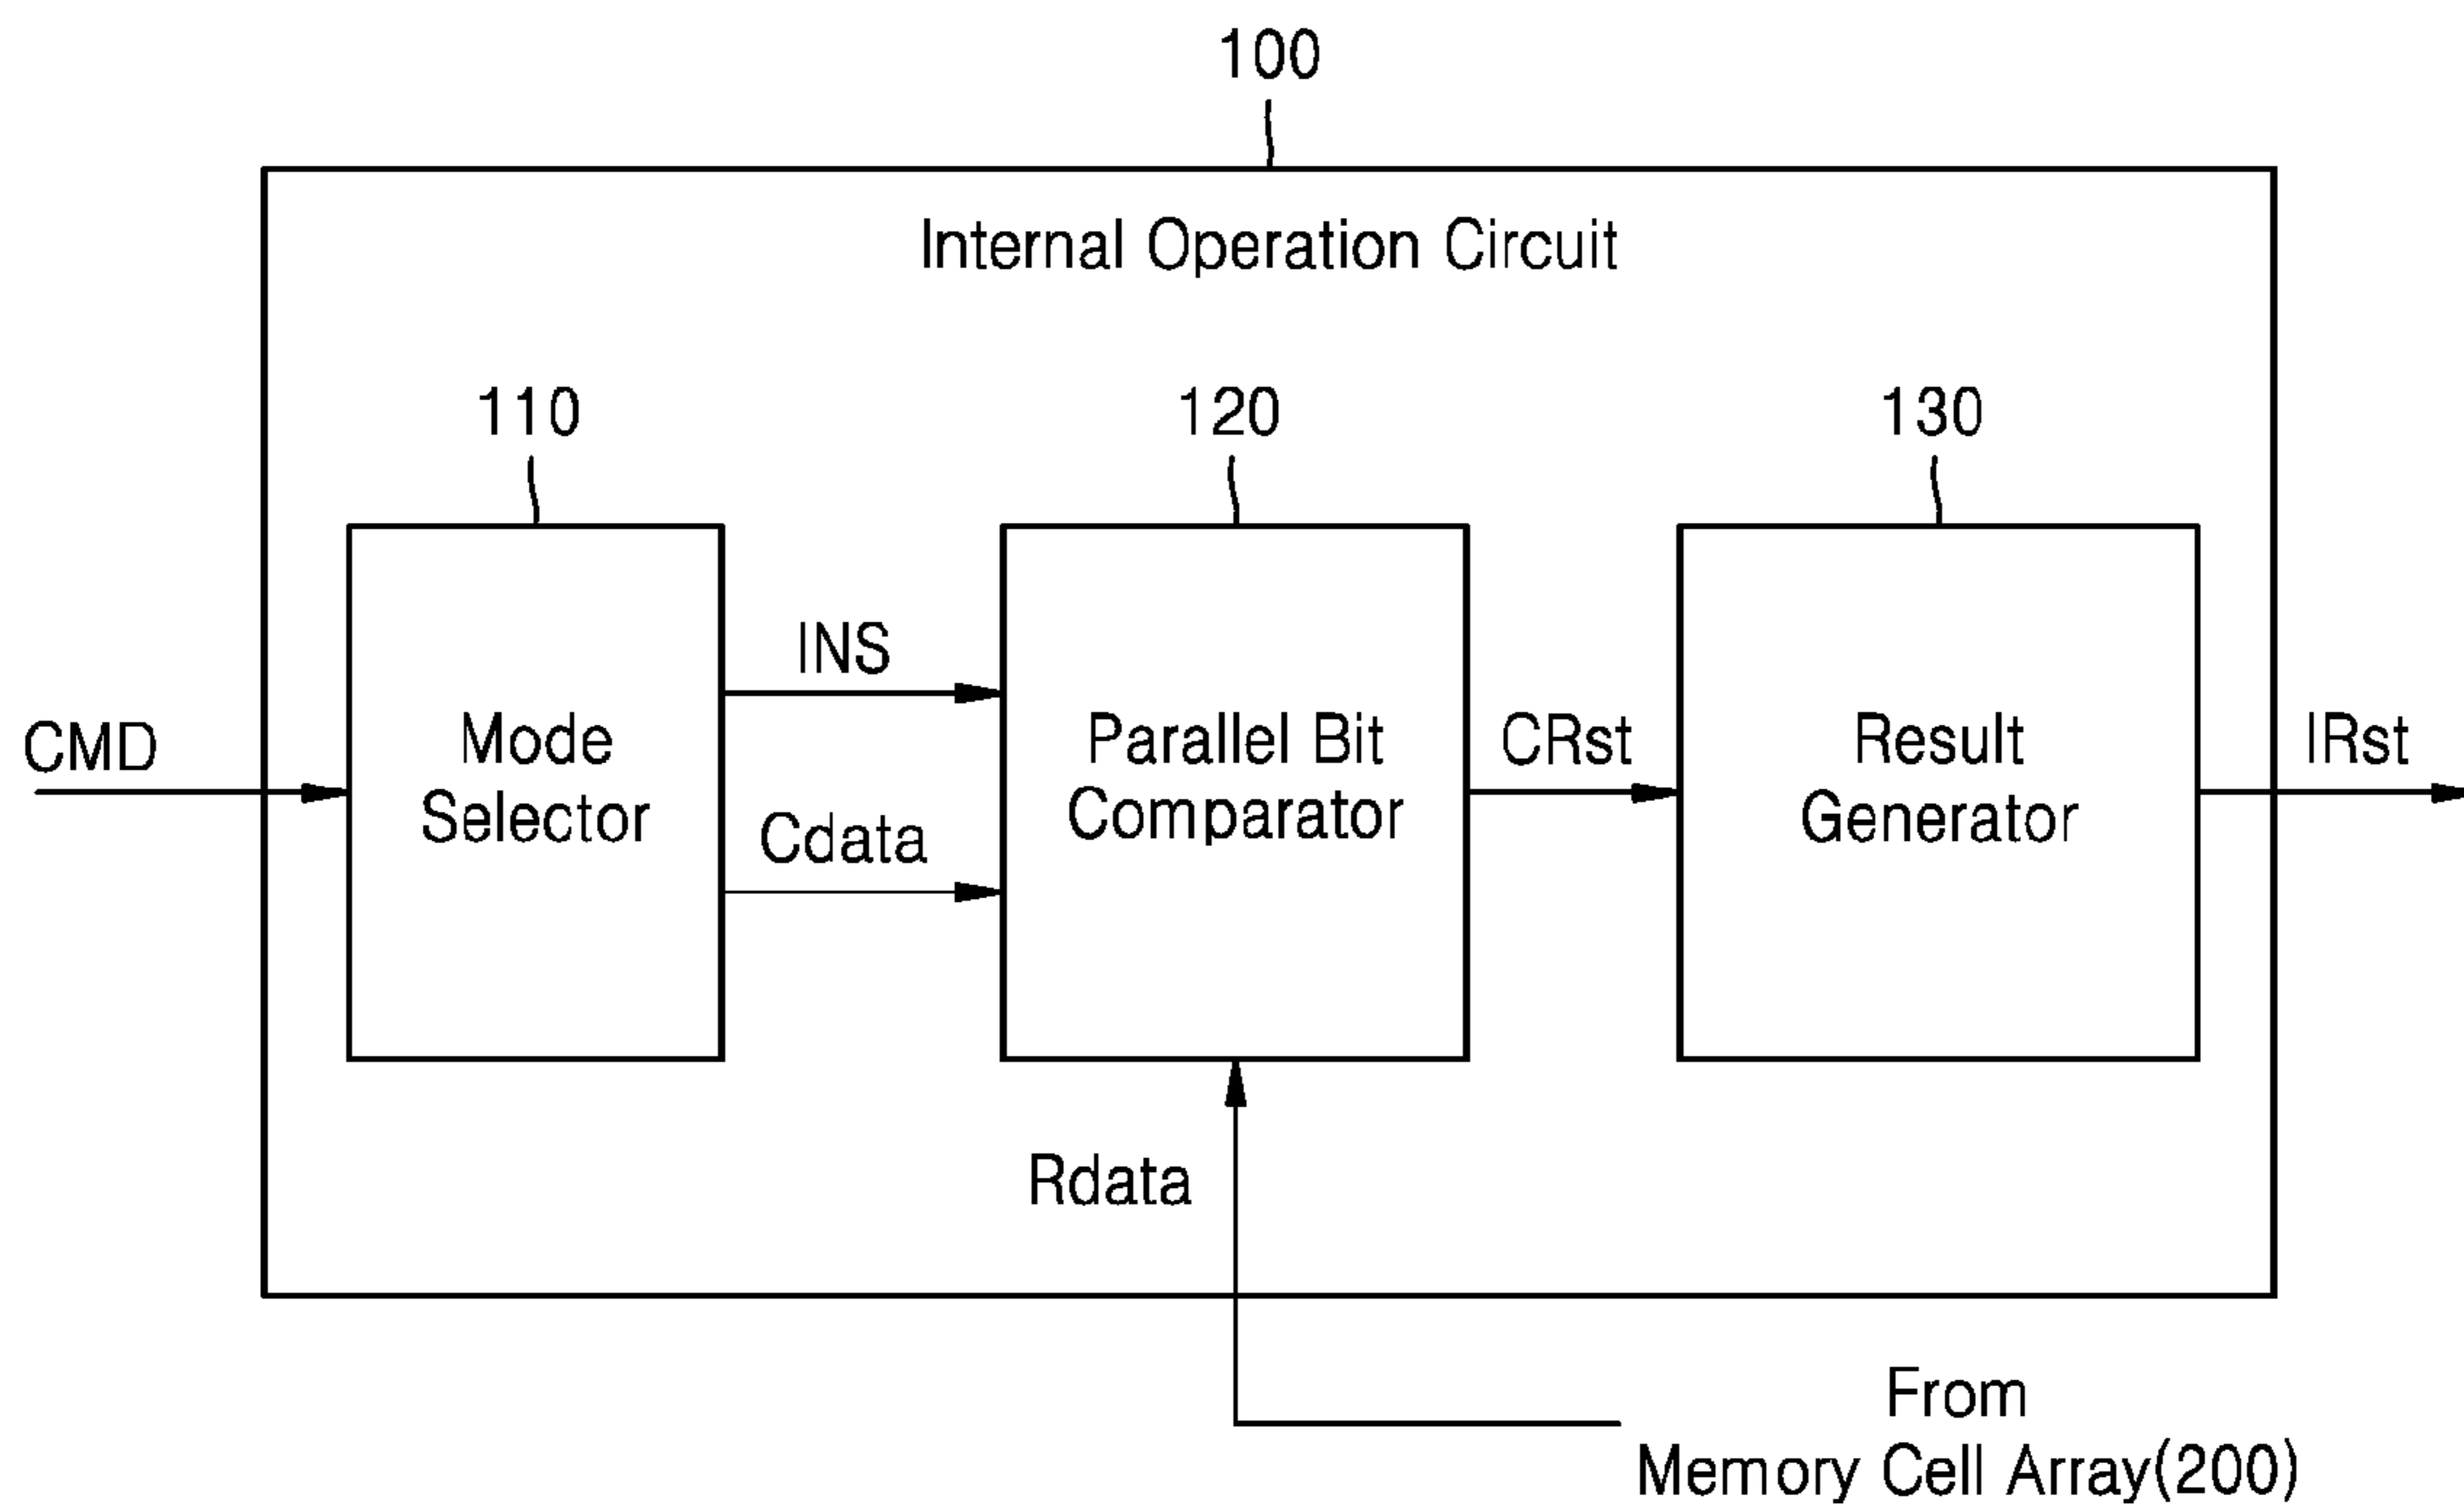 100
Internal Operation Circuit
110
120
130
INS
CMD
Mode
Selector
Cdata
Parallel Bit
Comparator
CRst
Result
Generator
IRst
Rdata
From
Memory Cell Array(200)